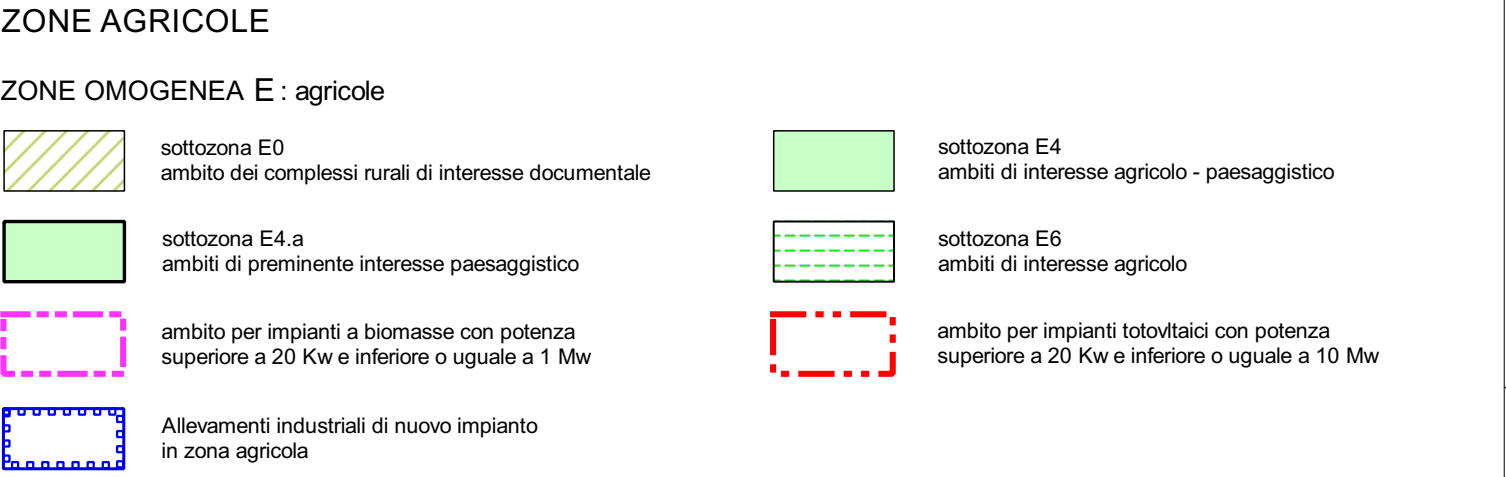 ZONE AGRICOLE
ZONE OMOGENEA E : agricole
sottozona E0
ambito dei complessi rurali di interesse documentale
sottozona E4
ambiti di interesse agricolo - paesaggistico
sottozona E4.a
ambiti di preminente interesse paesaggistico
sottozona E6
ambiti di interesse agricolo
ambito per impianti a biomasse con potenza
superiore a 20 Kw e inferiore o uguale a 1 Mw
ambito per impianti totovltaici con potenza
superiore a 20 Kw e inferiore o uguale a 10 Mw
Allevamenti industriali di nuovo impianto
in zona agricola